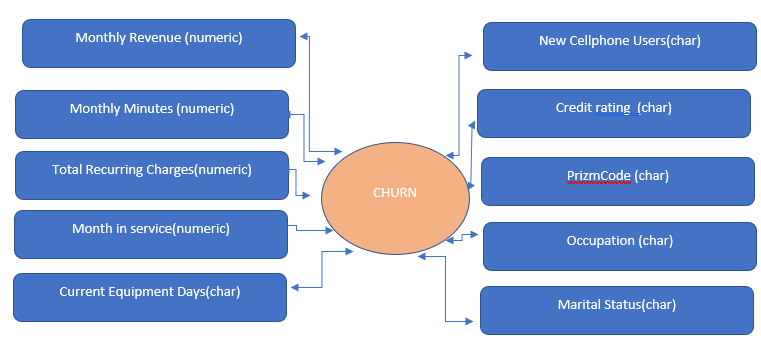 Monthly Revenue (numeric)
Monthly Minutes (numeric)
Total Recurring Charges(numeric)
Month in service(numeric)
Current Equipment Days(char)
CHURN
New Cellphone Users(char)
Credit rating (char)
PrizmCode (char)
Occupation (char)
Marital Status(char)